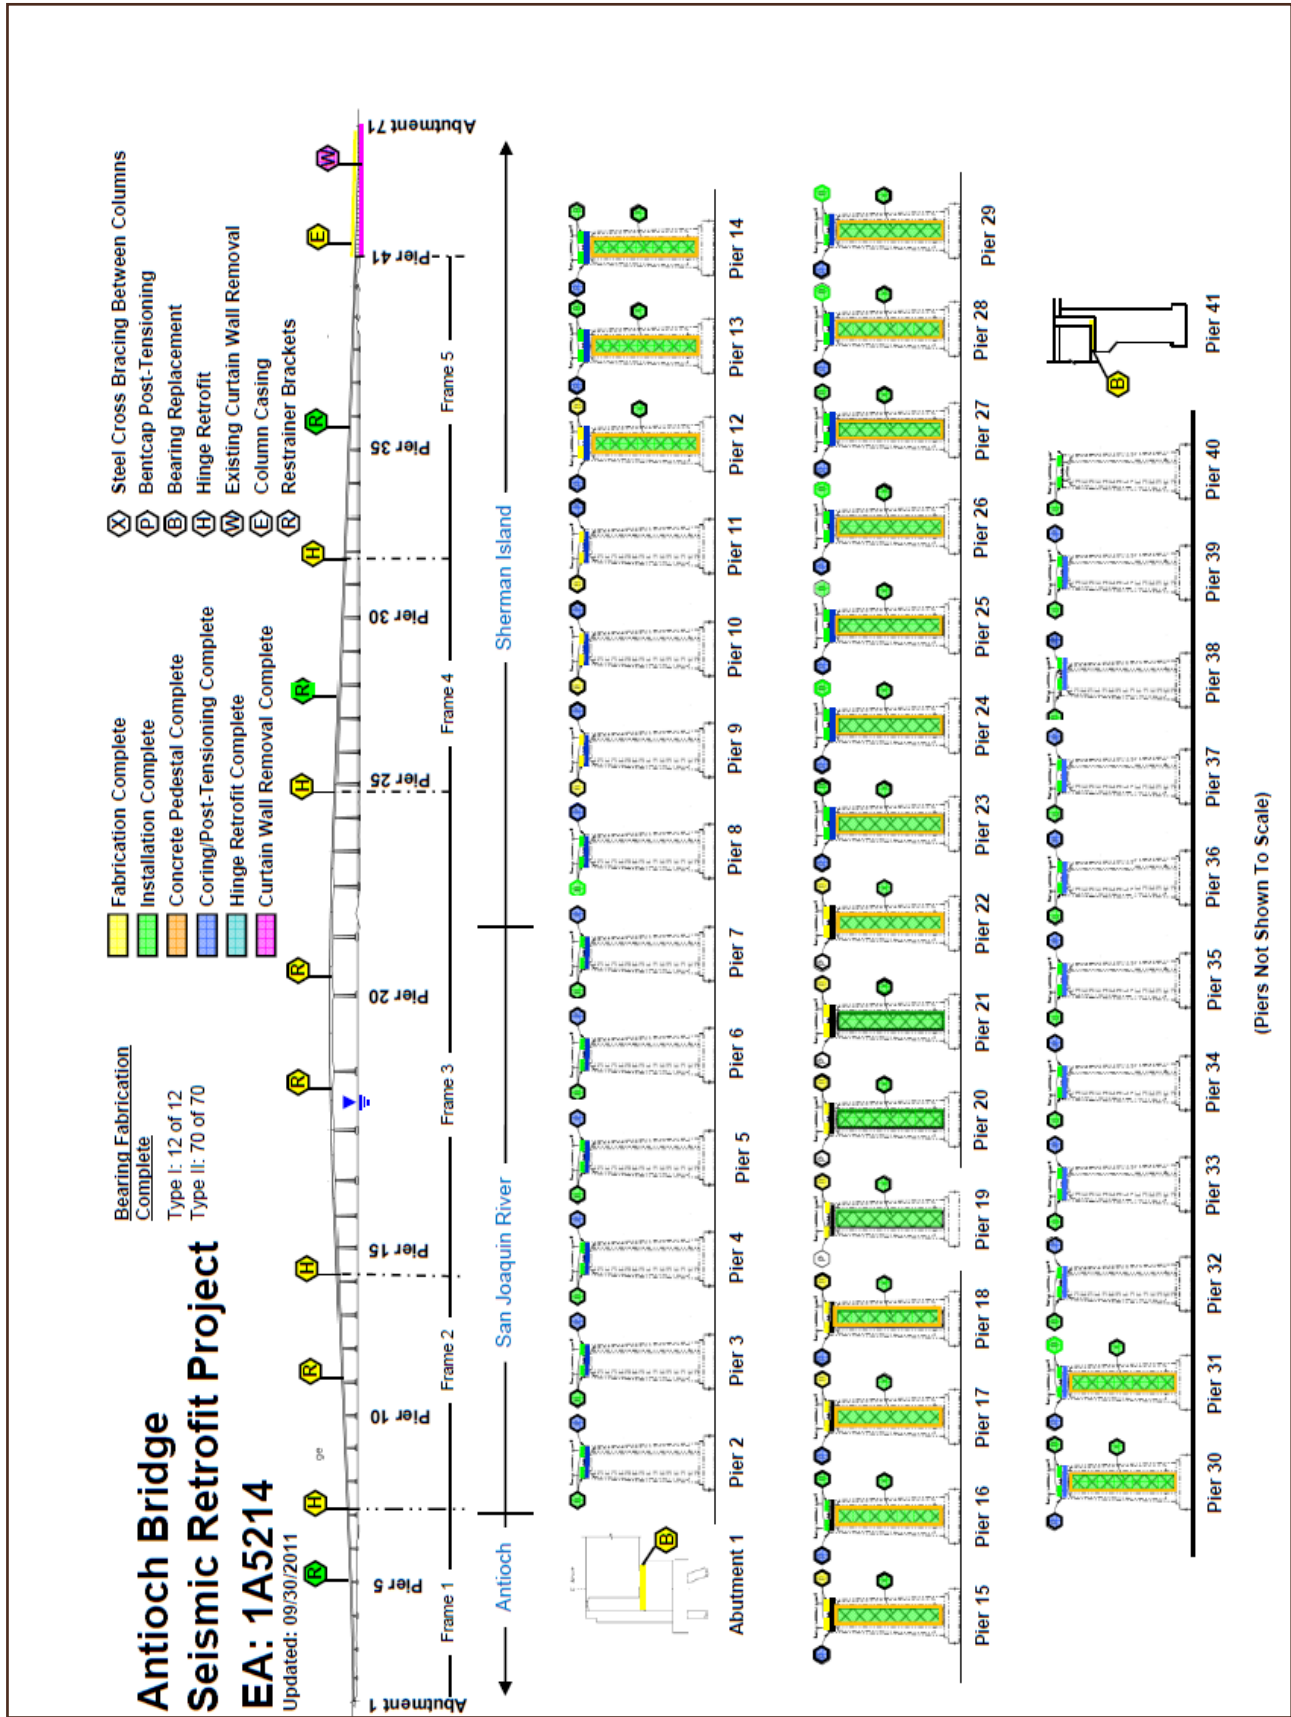 Antioch Bridge
Seismic Retrofit Project
EA: 1A5214
Updated: 09/30/2011
Bearing Fabrication
Complete
Type I: 12 of 12
Type II: 70 of 70
Fabrication Complete
Installation Complete
Concrete Pedestal Complete
Coring/Post-Tensioning Complete
Hinge Retrofit Complete
Curtain Wall Removal Complete
X Steel Cross Bracing Between Columns
P Bentcap Post-Tensioning
B Bearing Replacement
H Hinge Retrofit
W Existing Curtain Wall Removal
E Column Casing
R Restrainer Brackets
R H R H R R H R H R E W
ge
Abutment 1 Pier 5 Pier 10 Pier 15 Pier 20 Pier 25 Pier 30 Pier 35 Pier 41 Abutment 71
Frame 1 Frame 2 Frame 3 Frame 4 Frame 5
Antioch San Joaquin River Sherman Island
B
Abutment 1 Pier 2 Pier 3 Pier 4 Pier 5 Pier 6 Pier 7 Pier 8 Pier 9 Pier 10 Pier 11 Pier 12 Pier 13 Pier 14
P P P P
Pier 15 Pier 16 Pier 17 Pier 18 Pier 19 Pier 20 Pier 21 Pier 22 Pier 23 Pier 24 Pier 25 Pier 26 Pier 27 Pier 28 Pier 29
B
Pier 30 Pier 31 Pier 32 Pier 33 Pier 34 Pier 35 Pier 36 Pier 37 Pier 38 Pier 39 Pier 40 Pier 41
(Piers Not Shown To Scale)